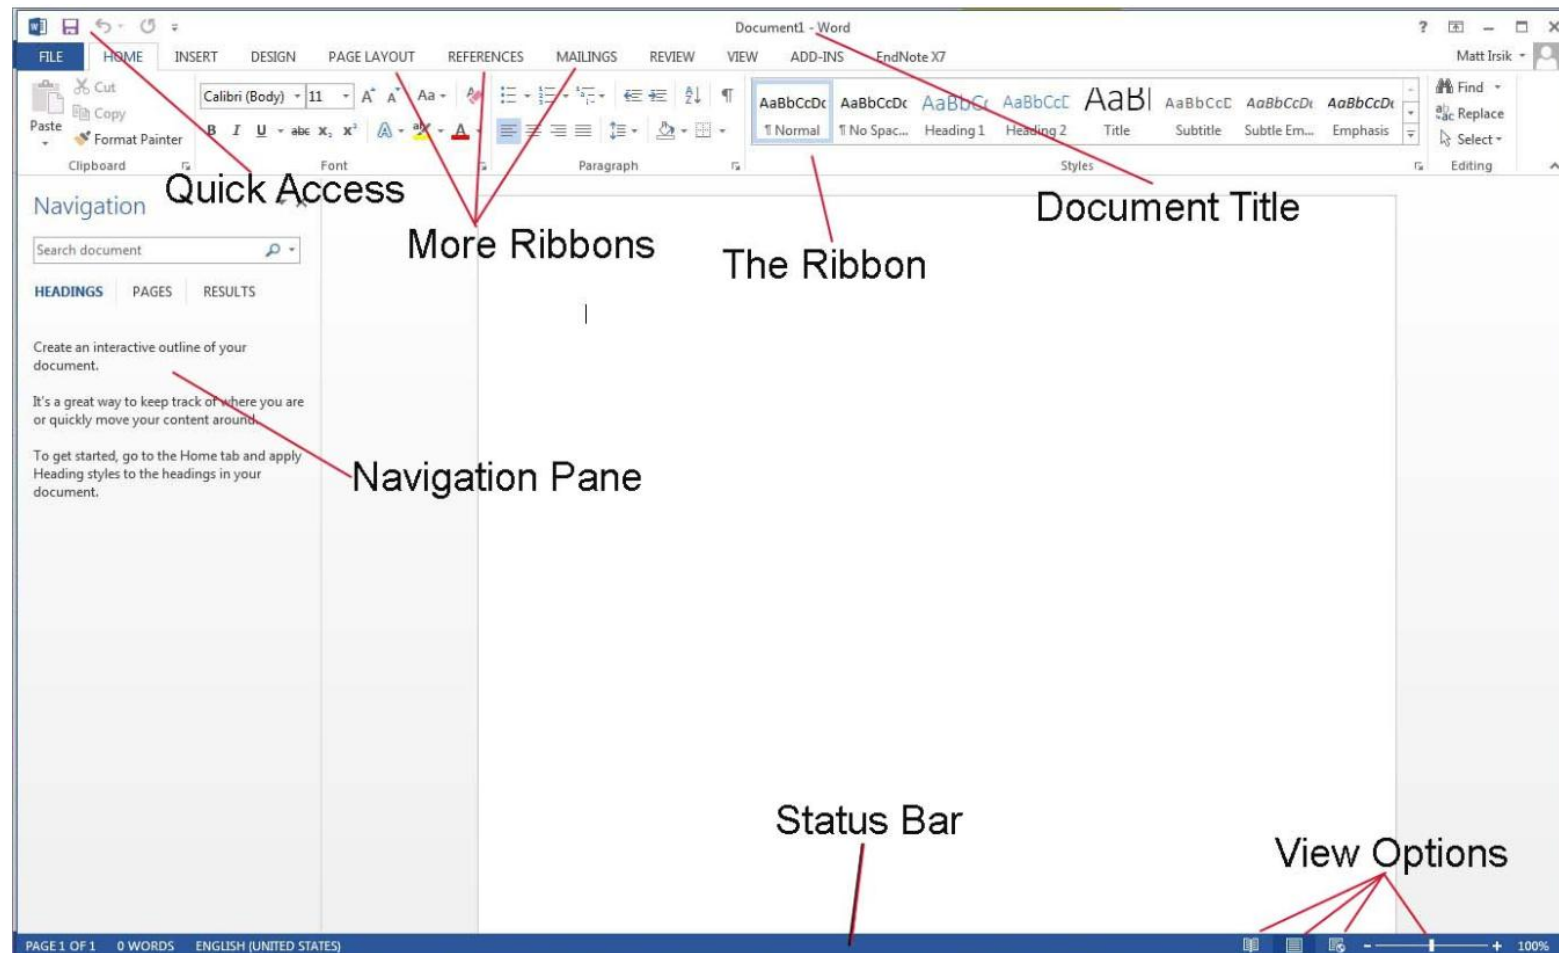 Document1 - Word
FILE HOME INSERT DESIGN PAGE LAYOUT REFERENCES MAILINGS REVIEW VIEW ADD-INS EndNote X7 Matt Irsik
Cut
Copy
Paste
Format Painter
Clipboard
Calibri (Body) 11
Font
Paragraph
AaBbCcDc AaBbCcDc AaBbCc AaBbCcD AaBl AaBbCcD AaBbCcDc AaBbCcDc
¶ Normal ¶ No Spac... Heading 1 Heading 2 Title Subtitle Subtle Em... Emphasis
Styles
Find
Replace
Select
Editing
Quick Access
More Ribbons
The Ribbon
Document Title
Navigation
Search document
HEADINGS PAGES RESULTS
Create an interactive outline of your
document.
It's a great way to keep track of where you are
or quickly move your content around.
To get started, go to the Home tab and apply
Heading styles to the headings in your
document.
Navigation Pane
Status Bar
View Options
PAGE 1 OF 1 0 WORDS ENGLISH (UNITED STATES) 100%